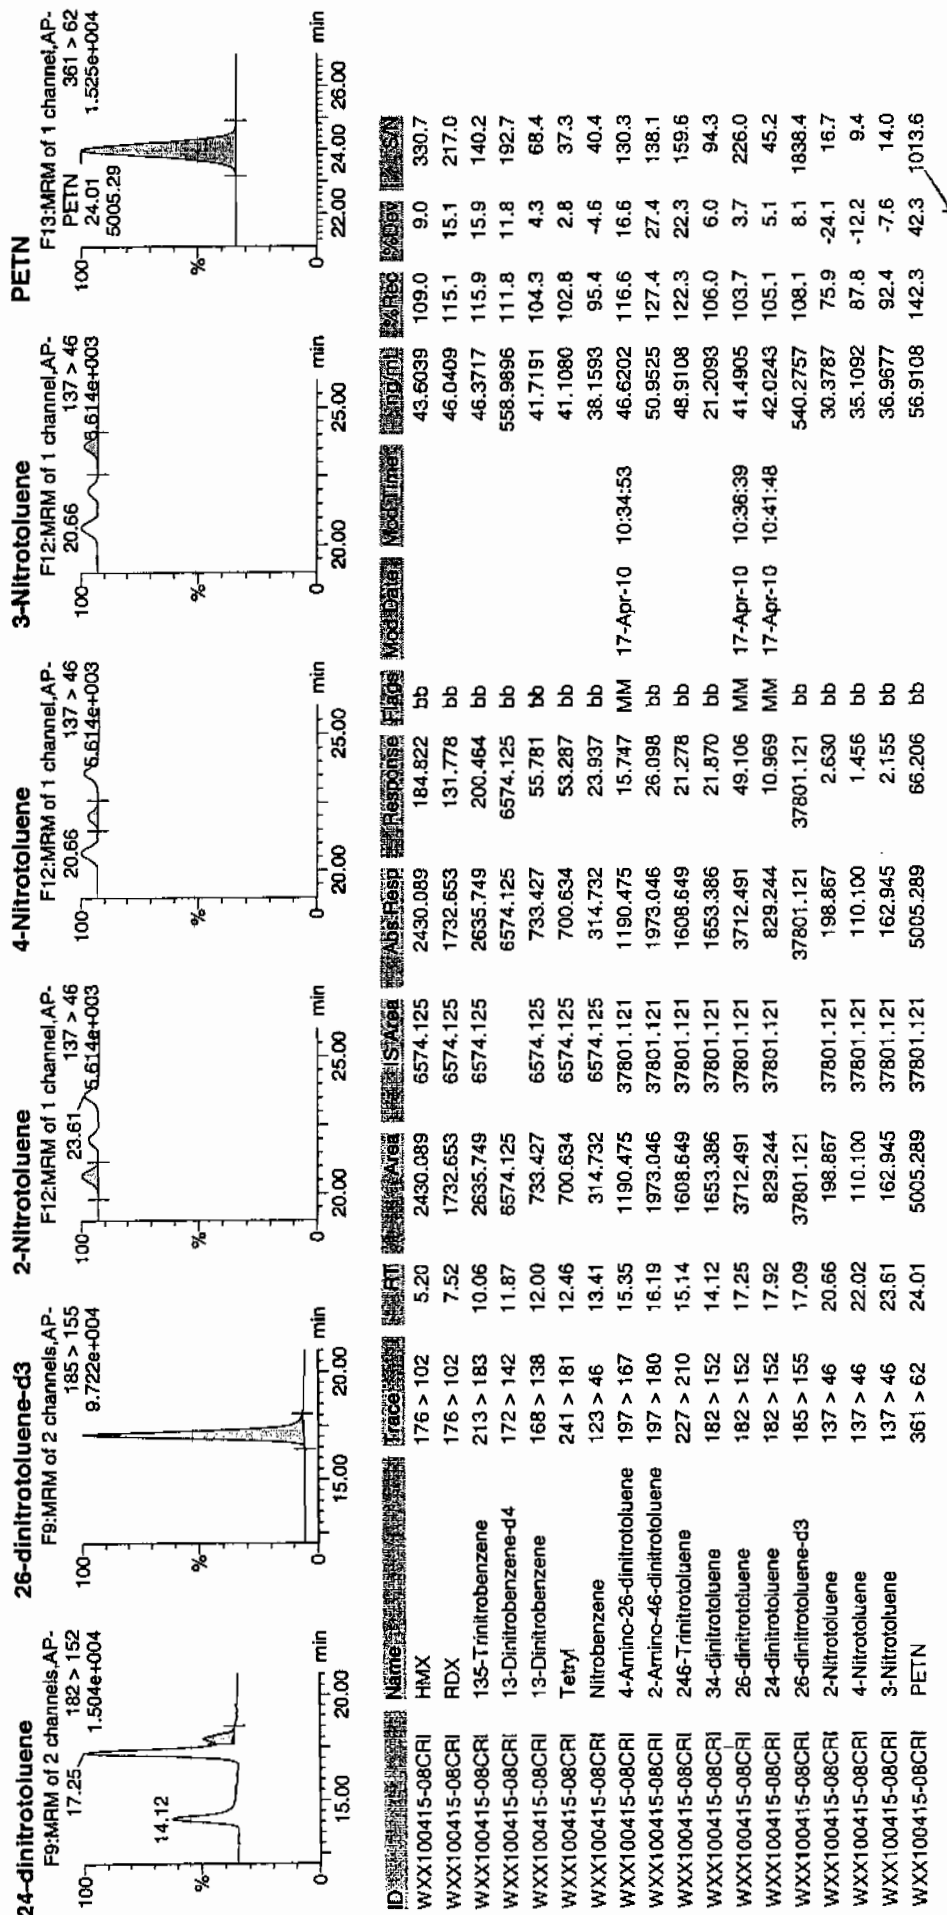 24-dinitrotoluene
F9:MRM of 2 channels,AP-
182 > 152
1.504e+004
17.25
14.12
100
%
0
15.00 20.00
min
26-dinitrotoluene-d3
F9:MRM of 2 channels,AP-
185 > 155
9.722e+004
100
%
0
15.00 20.00
min
2-Nitrotoluene
F12:MRM of 1 channel,AP-
137 > 46
5.614e+003
23.61
100
%
0
20.00 25.00
min
4-Nitrotoluene
F12:MRM of 1 channel,AP-
137 > 46
5.614e+003
20.66
100
%
0
20.00 25.00
min
3-Nitrotoluene
F12:MRM of 1 channel,AP-
137 > 46
5.614e+003
20.66
100
%
0
20.00 25.00
min
PETN
F13:MRM of 1 channel,AP-
361 > 62
1.525e+004
PETN
24.01
5005.29
100
%
0
22.00 24.00 26.00
min
ID Name Trace RT Area IS Area Abs.Resp Response Flags Mod.Date Mod.Time ng/mL %Rec %Dev S/N
WXX100415-08CRI HMX 176 > 102 5.20 2430.089 6574.125 2430.089 184.822 bb 43.6039 109.0 9.0 330.7
WXX100415-08CRI RDX 176 > 102 7.52 1732.653 6574.125 1732.653 131.778 bb 46.0409 115.1 15.1 217.0
WXX100415-08CRI 135-Trinitrobenzene 213 > 183 10.06 2635.749 6574.125 2635.749 200.464 bb 46.3717 115.9 15.9 140.2
WXX100415-08CRI 13-Dinitrobenzene-d4 172 > 142 11.87 6574.125 6574.125 6574.125 bb 558.9896 111.8 11.8 192.7
WXX100415-08CRI 13-Dinitrobenzene 168 > 138 12.00 733.427 6574.125 733.427 55.781 bb 41.7191 104.3 4.3 68.4
WXX100415-08CRI Tetryl 241 > 181 12.46 700.634 6574.125 700.634 53.287 bb 41.1080 102.8 2.8 37.3
WXX100415-08CRI Nitrobenzene 123 > 46 13.41 314.732 6574.125 314.732 23.937 bb 38.1593 95.4 -4.6 40.4
WXX100415-08CRI 4-Amino-26-dinitrotoluene 197 > 167 15.35 1190.475 37801.121 1190.475 15.747 MM 17-Apr-10 10:34:53 46.6202 116.6 16.6 130.3
WXX100415-08CRI 2-Amino-46-dinitrotoluene 197 > 180 16.19 1973.046 37801.121 1973.046 26.098 bb 50.9525 127.4 27.4 138.1
WXX100415-08CRI 246-Trinitrotoluene 227 > 210 15.14 1608.649 37801.121 1608.649 21.278 bb 48.9108 122.3 22.3 159.6
WXX100415-08CRI 34-dinitrotoluene 182 > 152 14.12 1653.386 37801.121 1653.386 21.870 bb 21.2093 106.0 6.0 94.3
WXX100415-08CRI 26-dinitrotoluene 182 > 152 17.25 3712.491 37801.121 3712.491 49.106 MM 17-Apr-10 10:36:39 41.4905 103.7 3.7 226.0
WXX100415-08CRI 24-dinitrotoluene 182 > 152 17.92 829.244 37801.121 829.244 10.969 MM 17-Apr-10 10:41:48 42.0243 105.1 5.1 45.2
WXX100415-08CRI 26-dinitrotoluene-d3 185 > 155 17.09 37801.121 37801.121 37801.121 bb 540.2757 108.1 8.1 1838.4
WXX100415-08CRI 2-Nitrotoluene 137 > 46 20.66 198.867 37801.121 198.867 2.630 bb 30.3787 75.9 -24.1 16.7
WXX100415-08CRI 4-Nitrotoluene 137 > 46 22.02 110.100 37801.121 110.100 1.456 bb 35.1092 87.8 -12.2 9.4
WXX100415-08CRI 3-Nitrotoluene 137 > 46 23.61 162.945 37801.121 162.945 2.155 bb 36.9677 92.4 -7.6 14.0
WXX100415-08CRI PETN 361 > 62 24.01 5005.289 37801.121 5005.289 66.206 bb 56.9108 142.3 42.3 1013.6